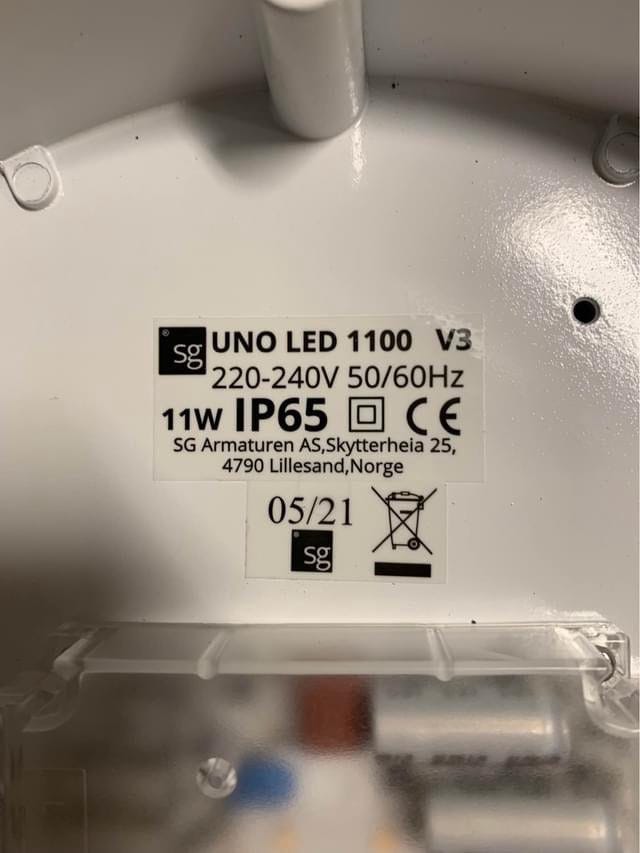 sg UNO LED 1100 V3
220-240V 50/60Hz
11W IP65 CE
SG Armaturen AS,Skytterheia 25,
4790 Lillesand,Norge
05/21
sg